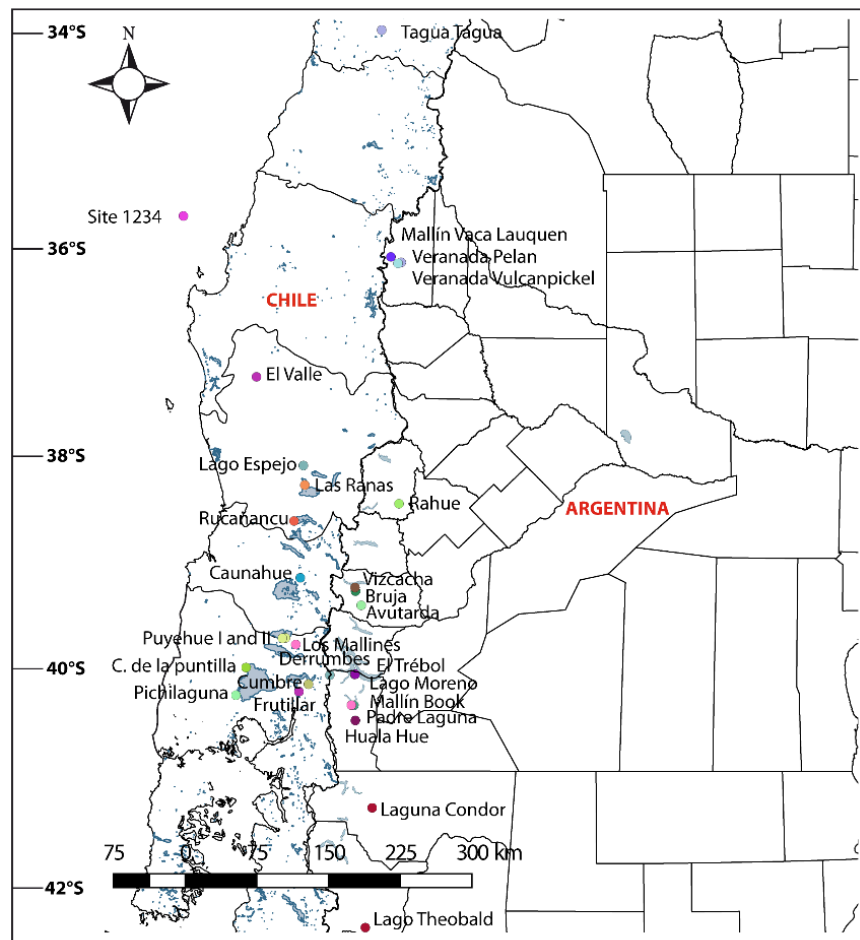 34°S
N
Tagua Tagua
Site 1234
36°S
Mallín Vaca Lauquen
Veranada Pelan
Veranada Vulcanpickel
CHILE
El Valle
38°S
Lago Espejo
Las Ranas
Rahue
Rucañancu
ARGENTINA
Caunahue
Vizcacha
Bruja
Avutarda
Puyehue I and II
Los Mallines
Derrumbes
40°S
C. de la puntilla
El Trébol
Cumbre
Lago Moreno
Pichilaguna
Frutillar
Mallín Book
Padre Laguna
Huala Hue
Laguna Condor
75 0 75 150 225 300 km
42°S
Lago Theobald